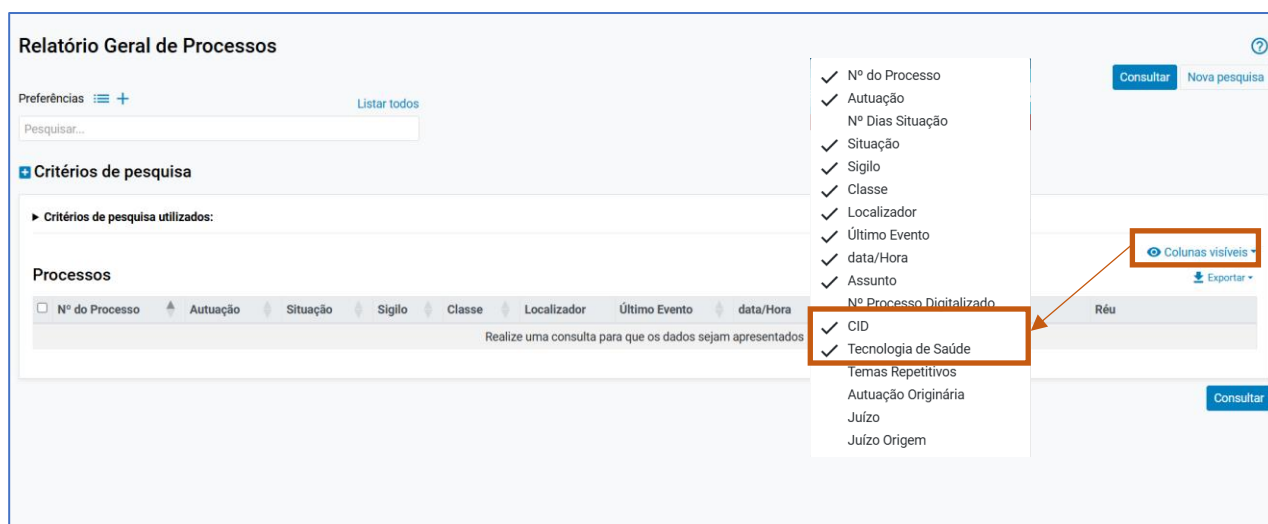 Relatório Geral de Processos
Consultar
Nova pesquisa
Preferências
Listar todos
Pesquisar...
Critérios de pesquisa
Critérios de pesquisa utilizados:
Nº do Processo
Autuação
Nº Dias Situação
Situação
Sigilo
Classe
Localizador
Último Evento
data/Hora
Assunto
Nº Processo Digitalizado
CID
Tecnologia de Saúde
Temas Repetitivos
Autuação Originária
Juízo
Juízo Origem
Colunas visíveis
Exportar
Processos
Nº do Processo Autuação Situação Sigilo Classe Localizador Último Evento data/Hora Réu
Realize uma consulta para que os dados sejam apresentados
Consultar